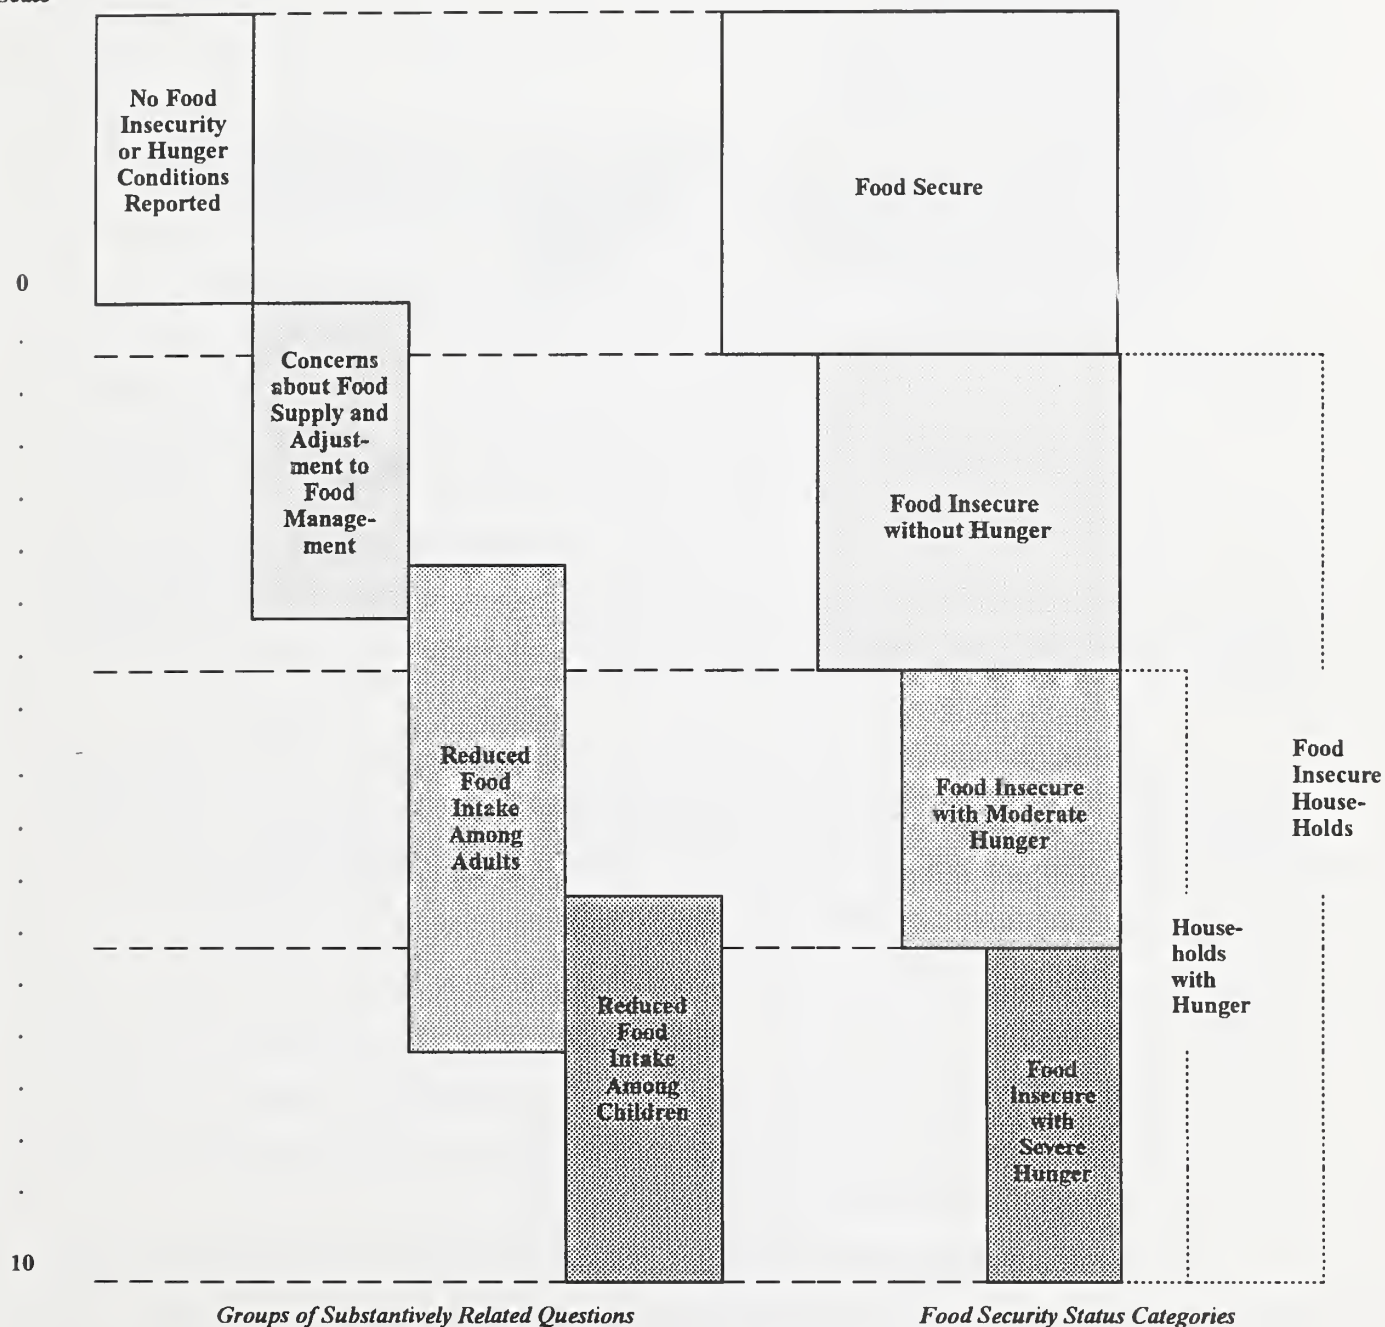 No Food
Insecurity
or Hunger
Conditions
Reported
Food Secure
0
Concerns
about Food
Supply and
Adjust-
ment to
Food
Manage-
ment
Food Insecure
without Hunger
Reduced
Food
Intake
Among
Adults
Food Insecure
with Moderate
Hunger
Food
Insecure
House-
Holds
House-
holds
with
Hunger
Reduced
Food
Intake
Among
Children
Food
Insecure
with
Severe
Hunger
10
Groups of Substantively Related Questions
Food Security Status Categories